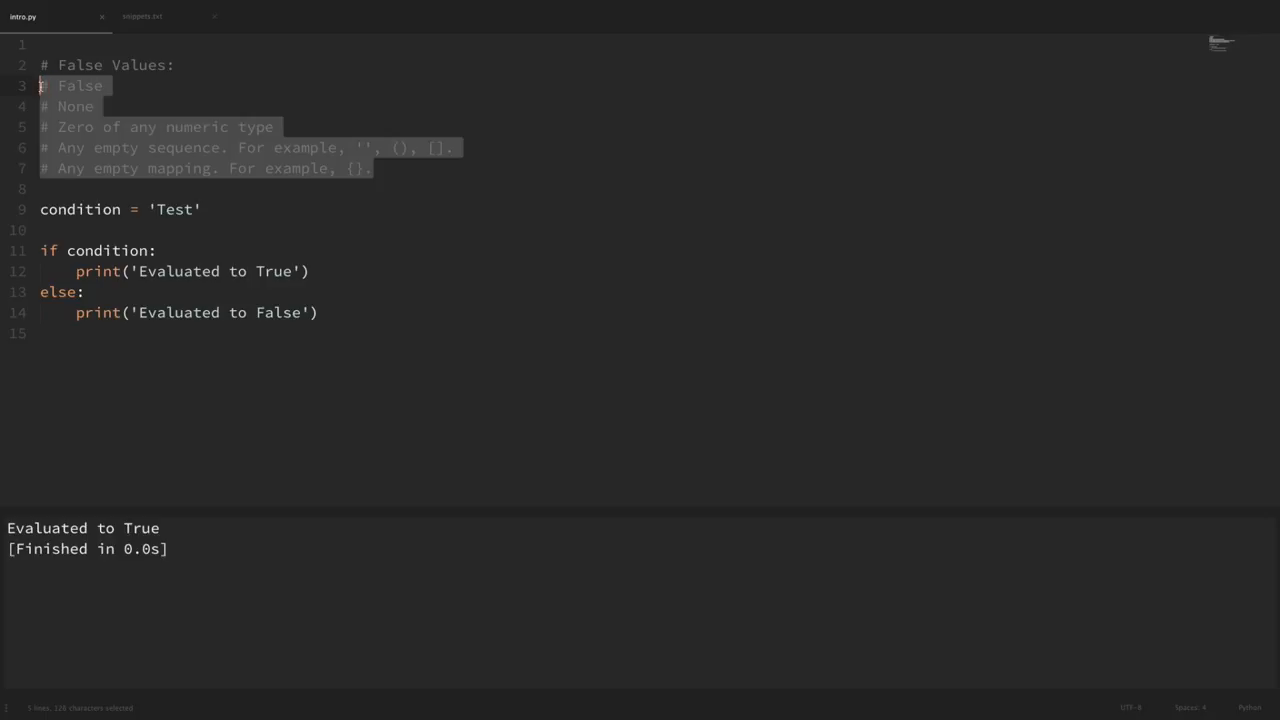 intro.py × snippets.txt ×
1
2 # False Values:
3 # False
4 # None
5 # Zero of any numeric type
6 # Any empty sequence. For example, '', (), [].
7 # Any empty mapping. For example, {}.
8
9 condition = 'Test'
10
11 if condition:
12 print('Evaluated to True')
13 else:
14 print('Evaluated to False')
15
Evaluated to True
[Finished in 0.0s]
5 lines, 128 characters selected UTF-8 Spaces: 4 Python